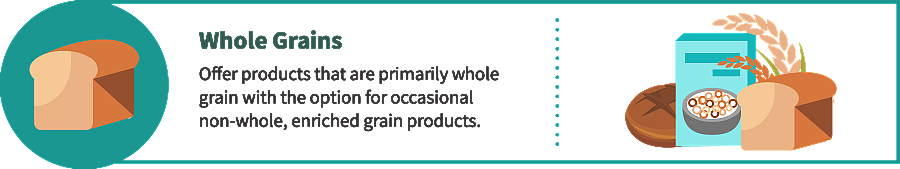 Whole Grains
Offer products that are primarily whole
grain with the option for occasional
non-whole, enriched grain products.